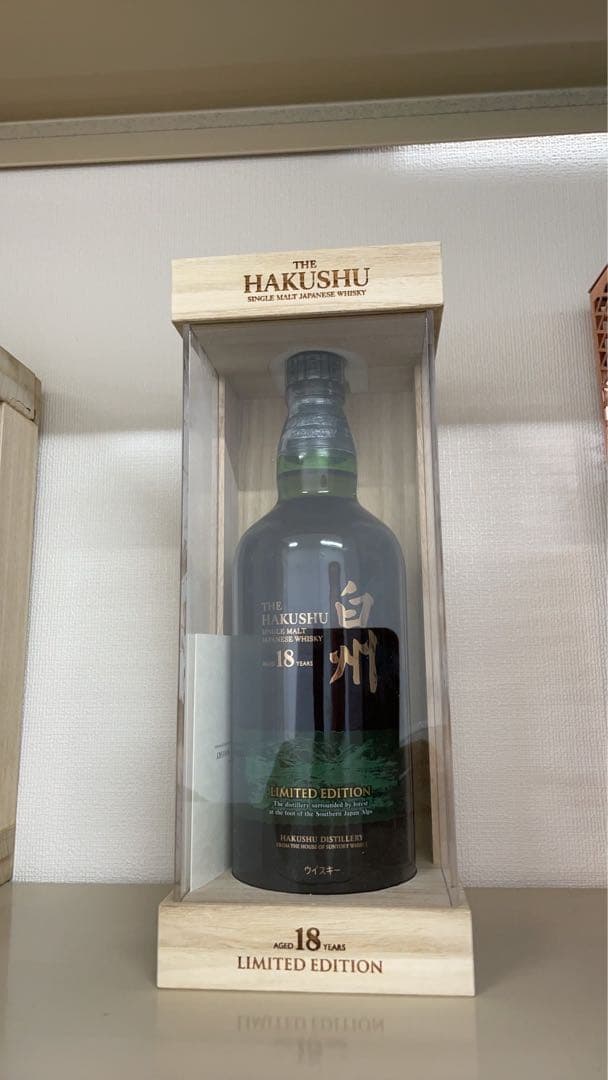 THE
HAKUSHU
SINGLE MALT JAPANESE WHISKY
THE
HAKUSHU
SINGLE MALT
JAPANESE WHISKY
AGED 18 YEARS
白州
LIMITED EDITION
The distillery surrounded by forest
at the foot of the Southern Japan Alps
HAKUSHU DISTILLERY
FROM THE HOUSE OF SUNTORY WHISKY
ウイスキー
AGED 18 YEARS
LIMITED EDITION